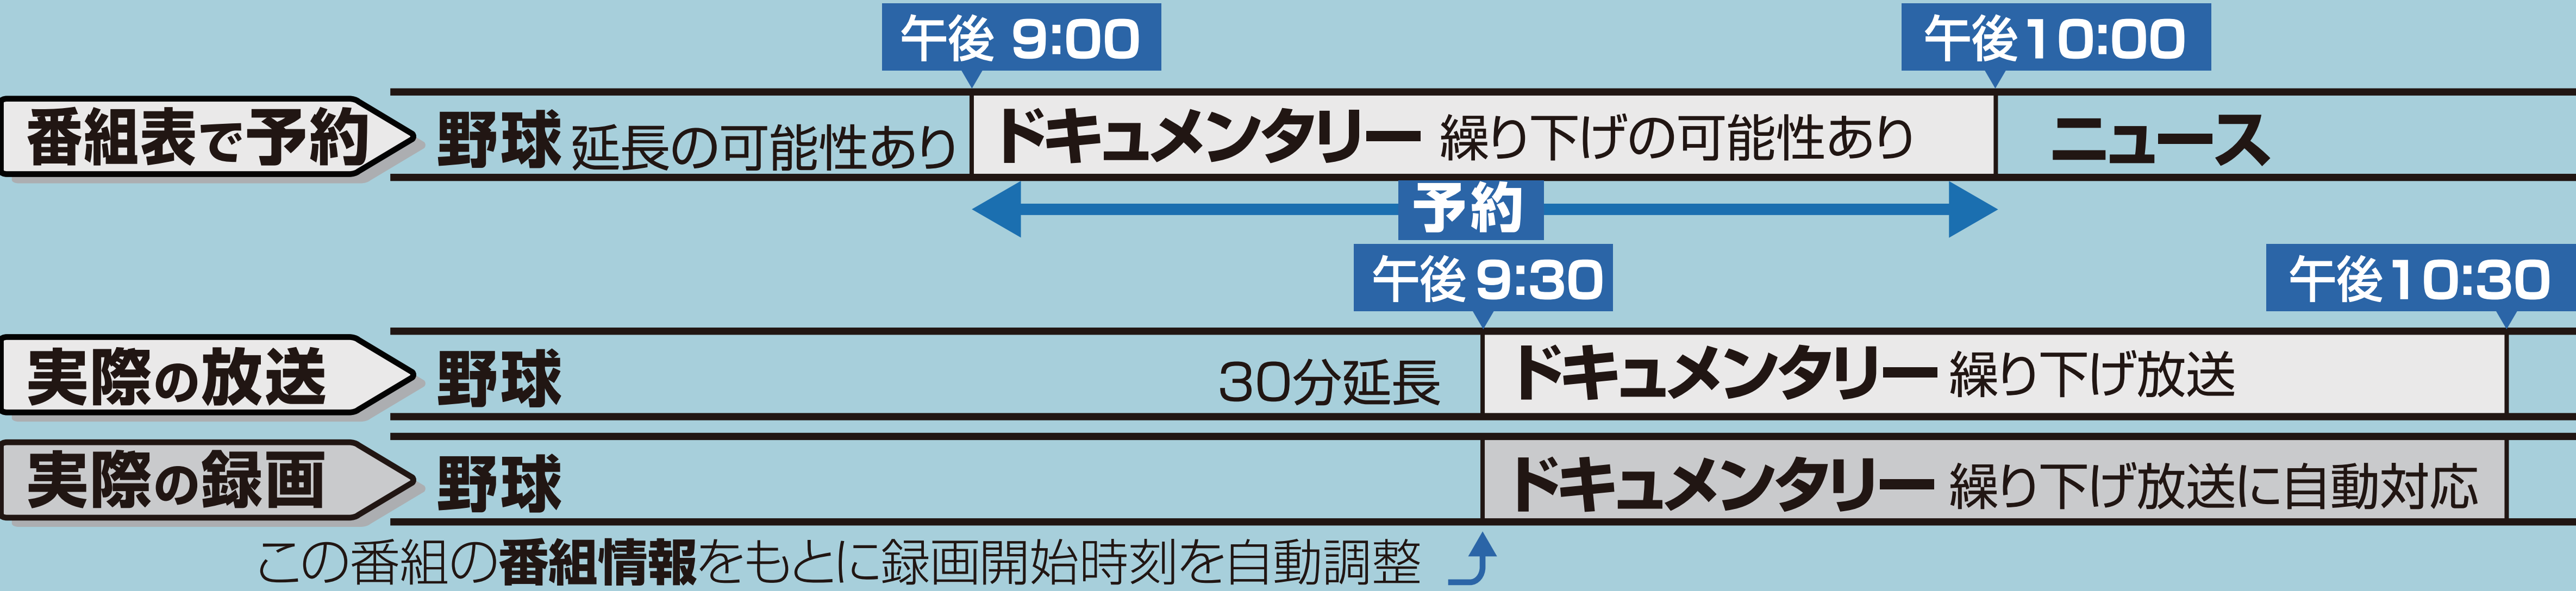 午後 9:00 午後10:00
番組表で予約 野球 延長の可能性あり ドキュメンタリー 繰り下げの可能性あり ニュース
予約
午後 9:30 午後10:30
実際の放送 野球 30分延長 ドキュメンタリー 繰り下げ放送
実際の録画 野球 ドキュメンタリー 繰り下げ放送に自動対応
この番組の番組情報をもとに録画開始時刻を自動調整